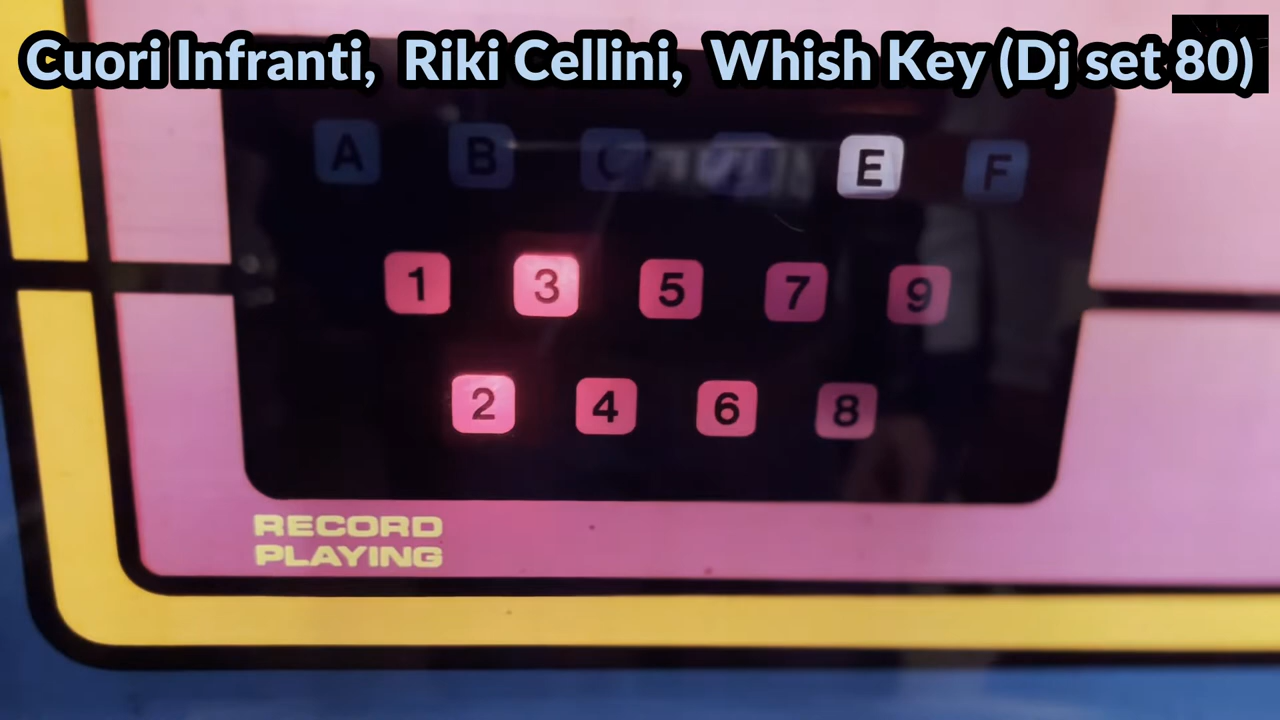 Cuori Infranti, Riki Cellini, Whish Key (Dj set 80)
A B C D E F
1 3 5 7 9
2 4 6 8
RECORD
PLAYING